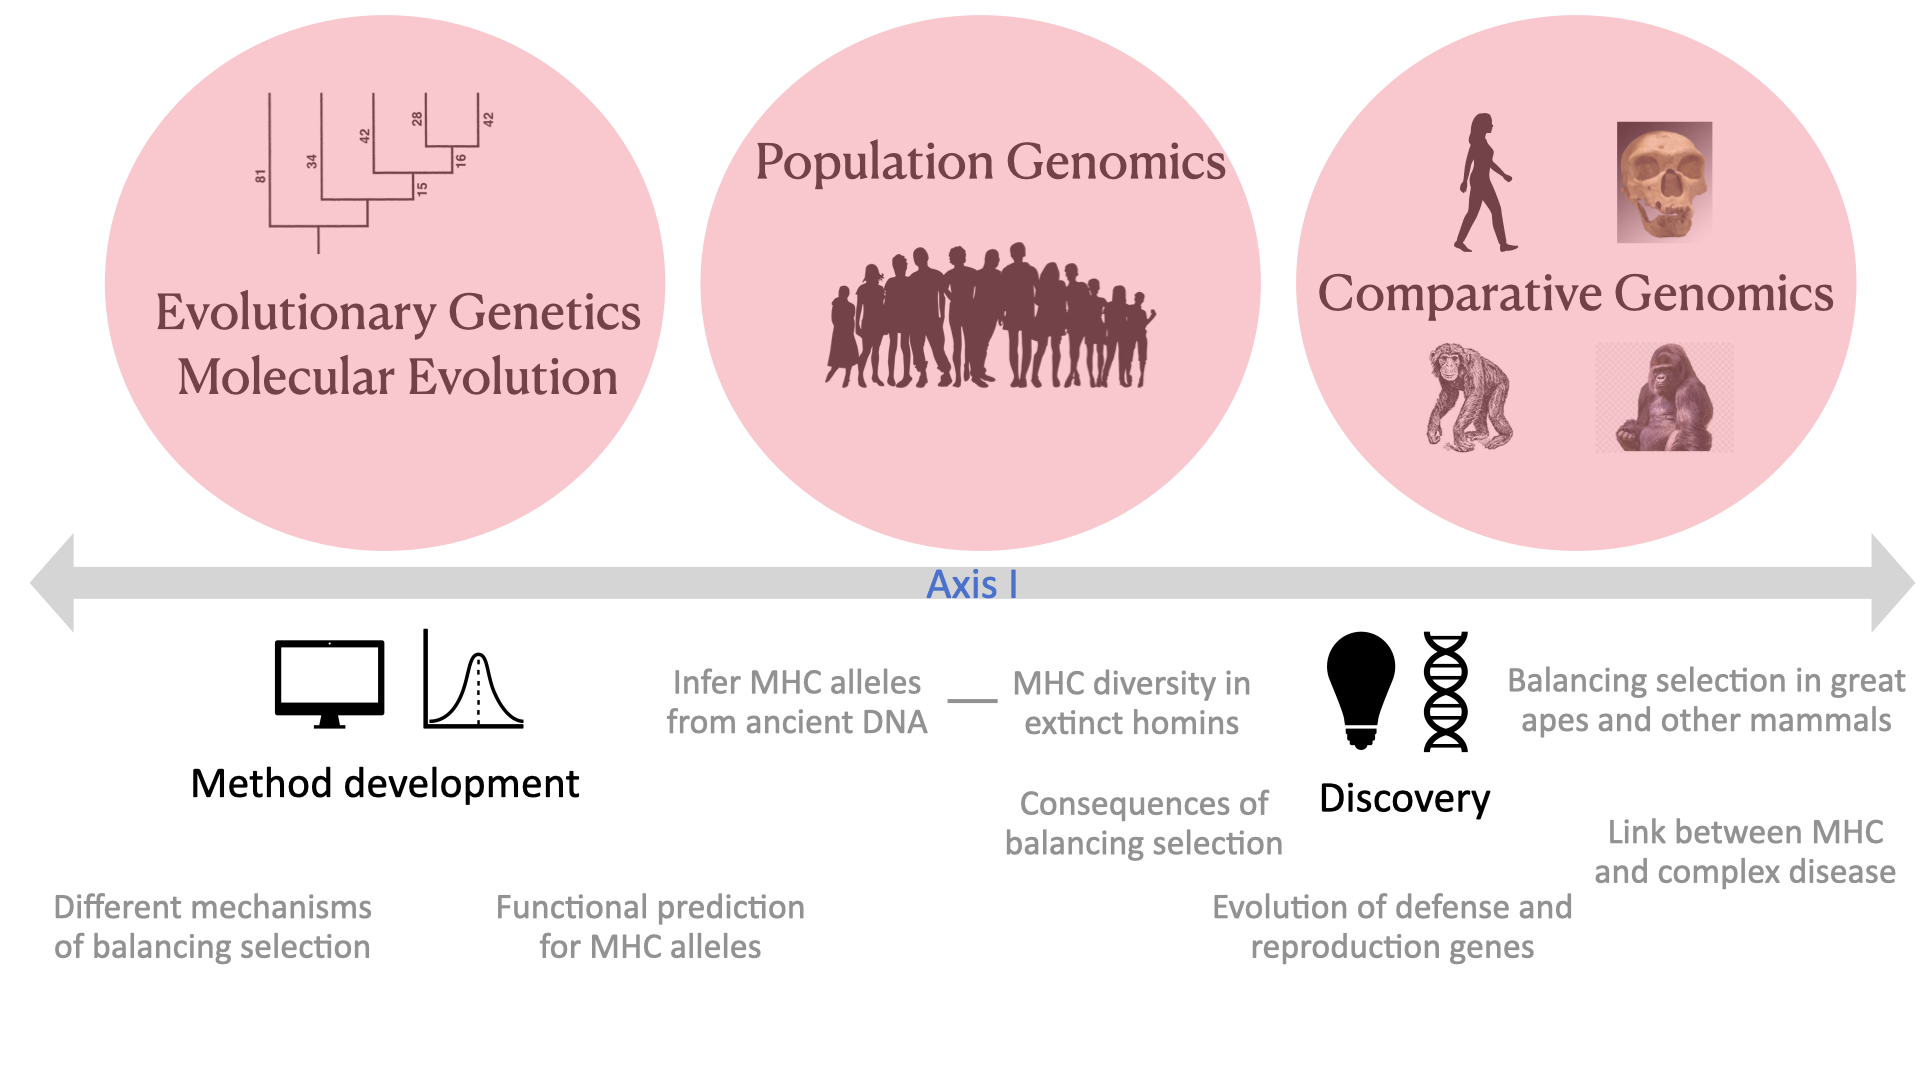 81
34
42
28
42
16
15
Evolutionary Genetics
Molecular Evolution
Population Genomics
Comparative Genomics
Axis I
Method development
Infer MHC alleles
from ancient DNA
MHC diversity in
extinct homins
Consequences of
balancing selection
Discovery
Balancing selection in great
apes and other mammals
Link between MHC
and complex disease
Different mechanisms
of balancing selection
Functional prediction
for MHC alleles
Evolution of defense and
reproduction genes